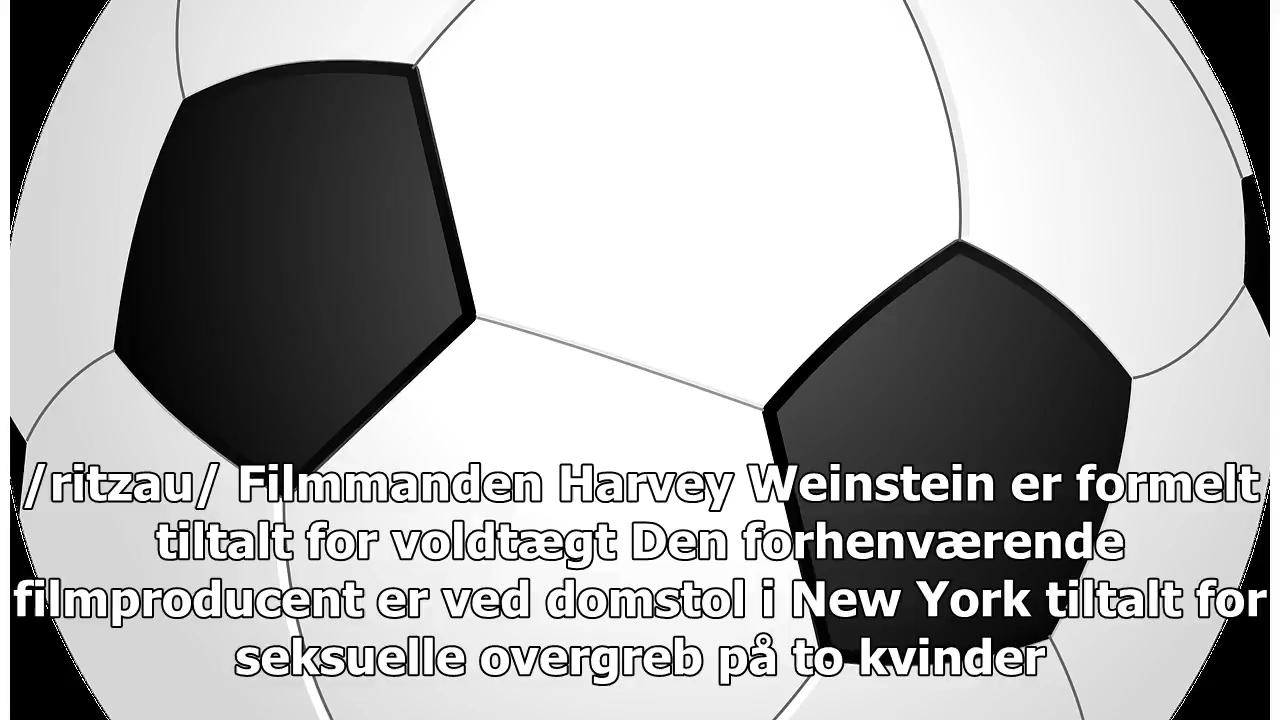 /ritzau/ Filmmanden Harvey Weinstein er formelt
tiltalt for voldtægt Den forhenværende
filmproducent er ved domstol i New York tiltalt for
seksuelle overgreb på to kvinder